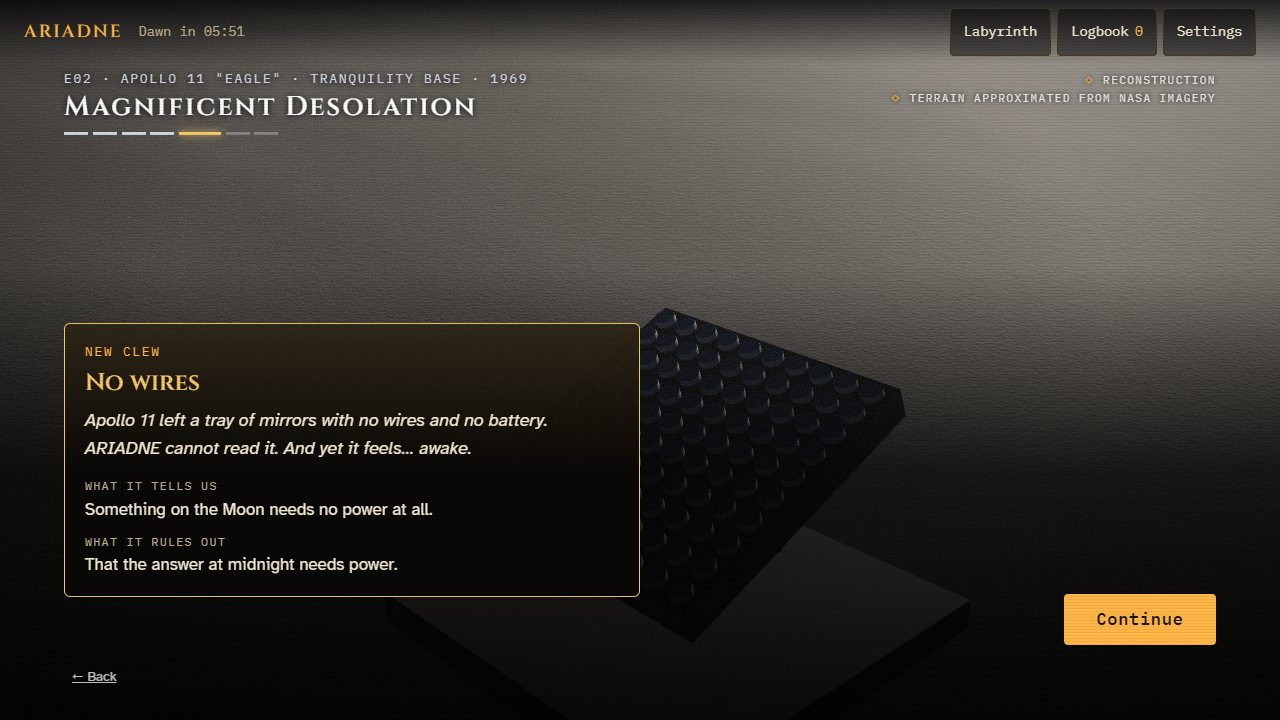 ARIADNE Dawn in 05:51 Labyrinth Logbook 0 Settings
E02 · APOLLO 11 "EAGLE" · TRANQUILITY BASE · 1969
◇ RECONSTRUCTION
Magnificent Desolation
◇ TERRAIN APPROXIMATED FROM NASA IMAGERY
NEW CLEW
No wires
Apollo 11 left a tray of mirrors with no wires and no battery.
ARIADNE cannot read it. And yet it feels… awake.
WHAT IT TELLS US
Something on the Moon needs no power at all.
WHAT IT RULES OUT
That the answer at midnight needs power.
Continue
← Back